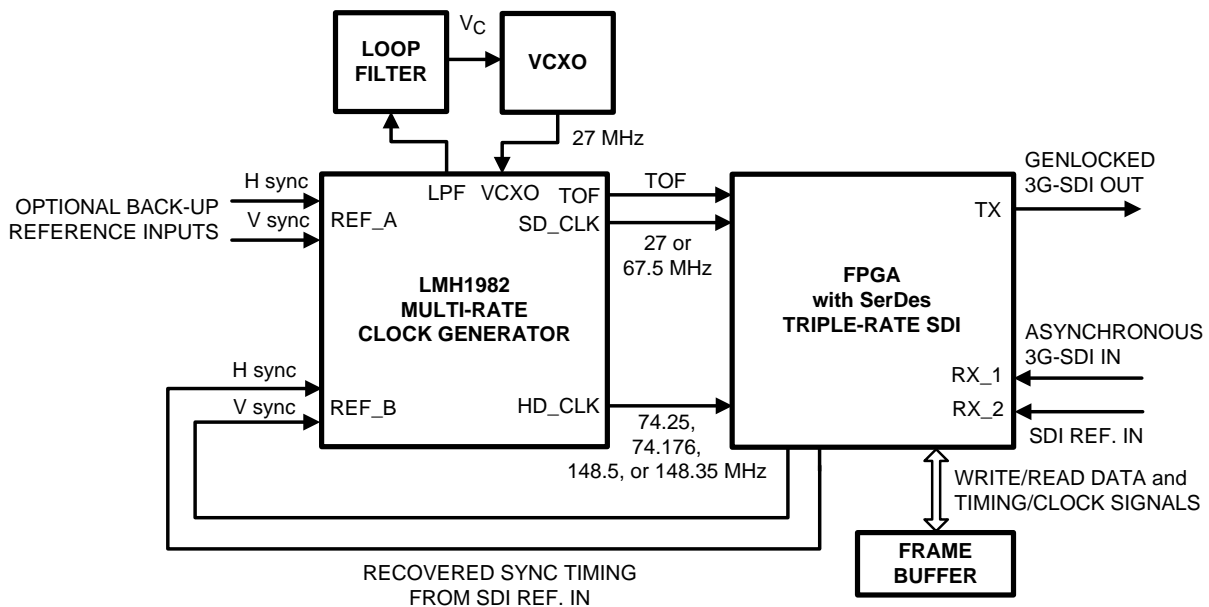 V_C
LOOP
FILTER
VCXO
27 MHz
H sync
V sync
OPTIONAL BACK-UP
REFERENCE INPUTS
LPF
VCXO
TOF
REF_A
SD_CLK
LMH1982
MULTI-RATE
CLOCK GENERATOR
H sync
V sync
REF_B
HD_CLK
TOF
27 or
67.5 MHz
74.25,
74.176,
148.5, or 148.35 MHz
TX
FPGA
with SerDes
TRIPLE-RATE SDI
RX_1
RX_2
GENLOCKED
3G-SDI OUT
ASYNCHRONOUS
3G-SDI IN
SDI REF. IN
WRITE/READ DATA and
TIMING/CLOCK SIGNALS
FRAME
BUFFER
RECOVERED SYNC TIMING
FROM SDI REF. IN